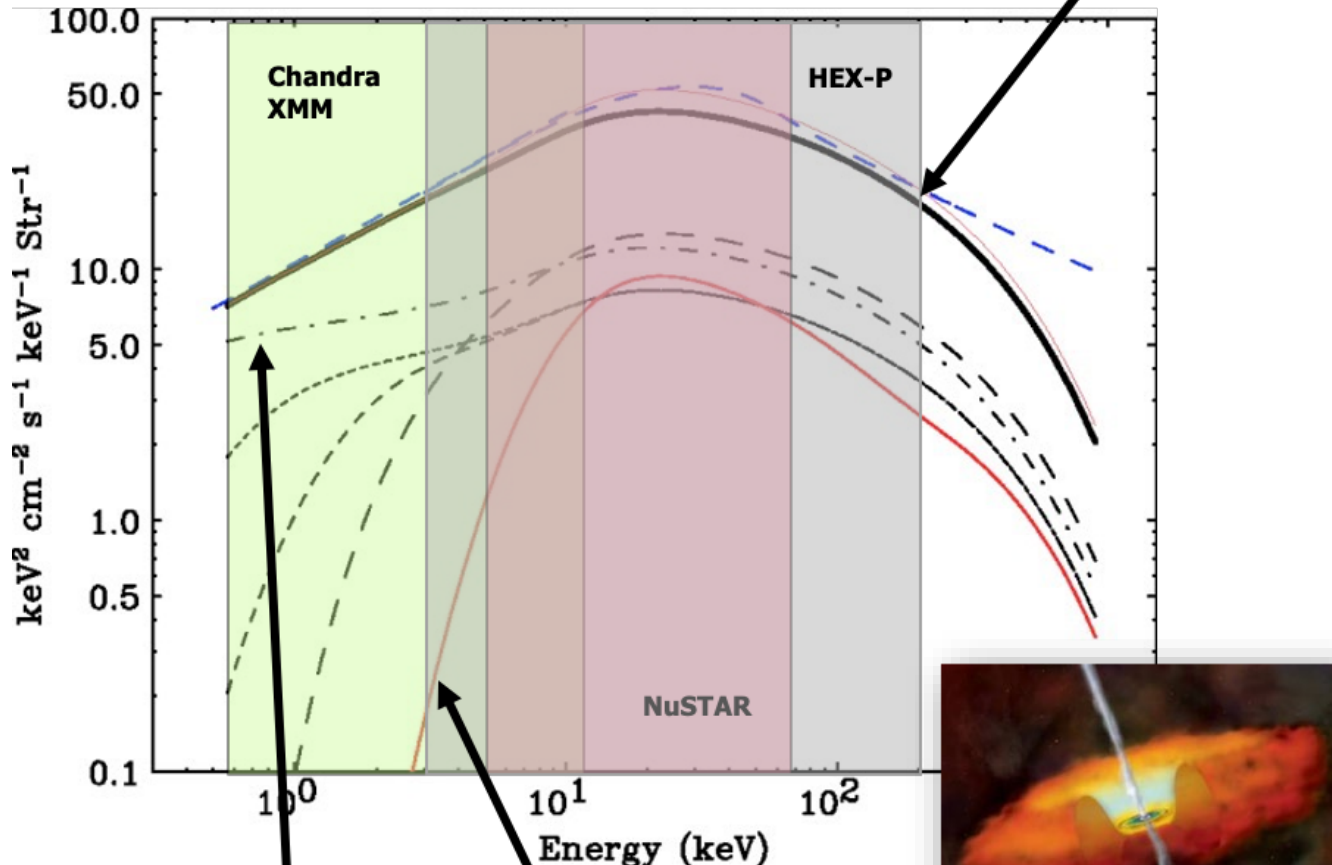 100.0
50.0
10.0
5.0
1.0
0.5
0.1
keV² cm⁻² s⁻¹ keV⁻¹ Str⁻¹
Chandra
XMM
HEX-P
NuSTAR
10⁰
10¹
10²
Energy (keV)